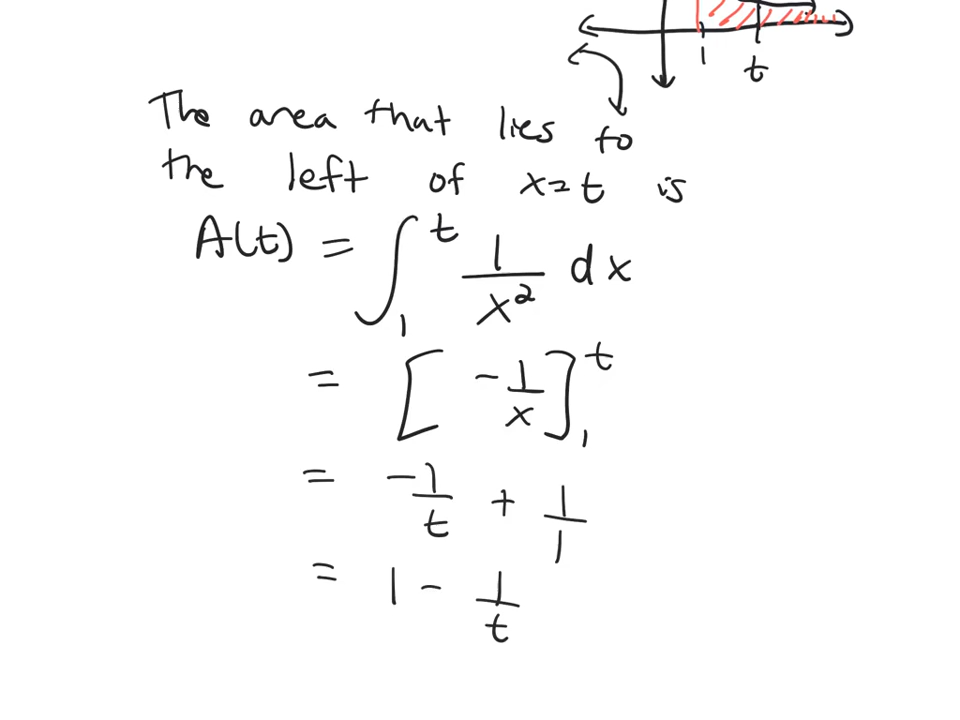 1 t
The area that lies to
the left of x=t is
A(t) = ∫₁ᵗ 1/x² dx
= [ -1/x ]₁ᵗ
= -1/t + 1/1
= 1 - 1/t